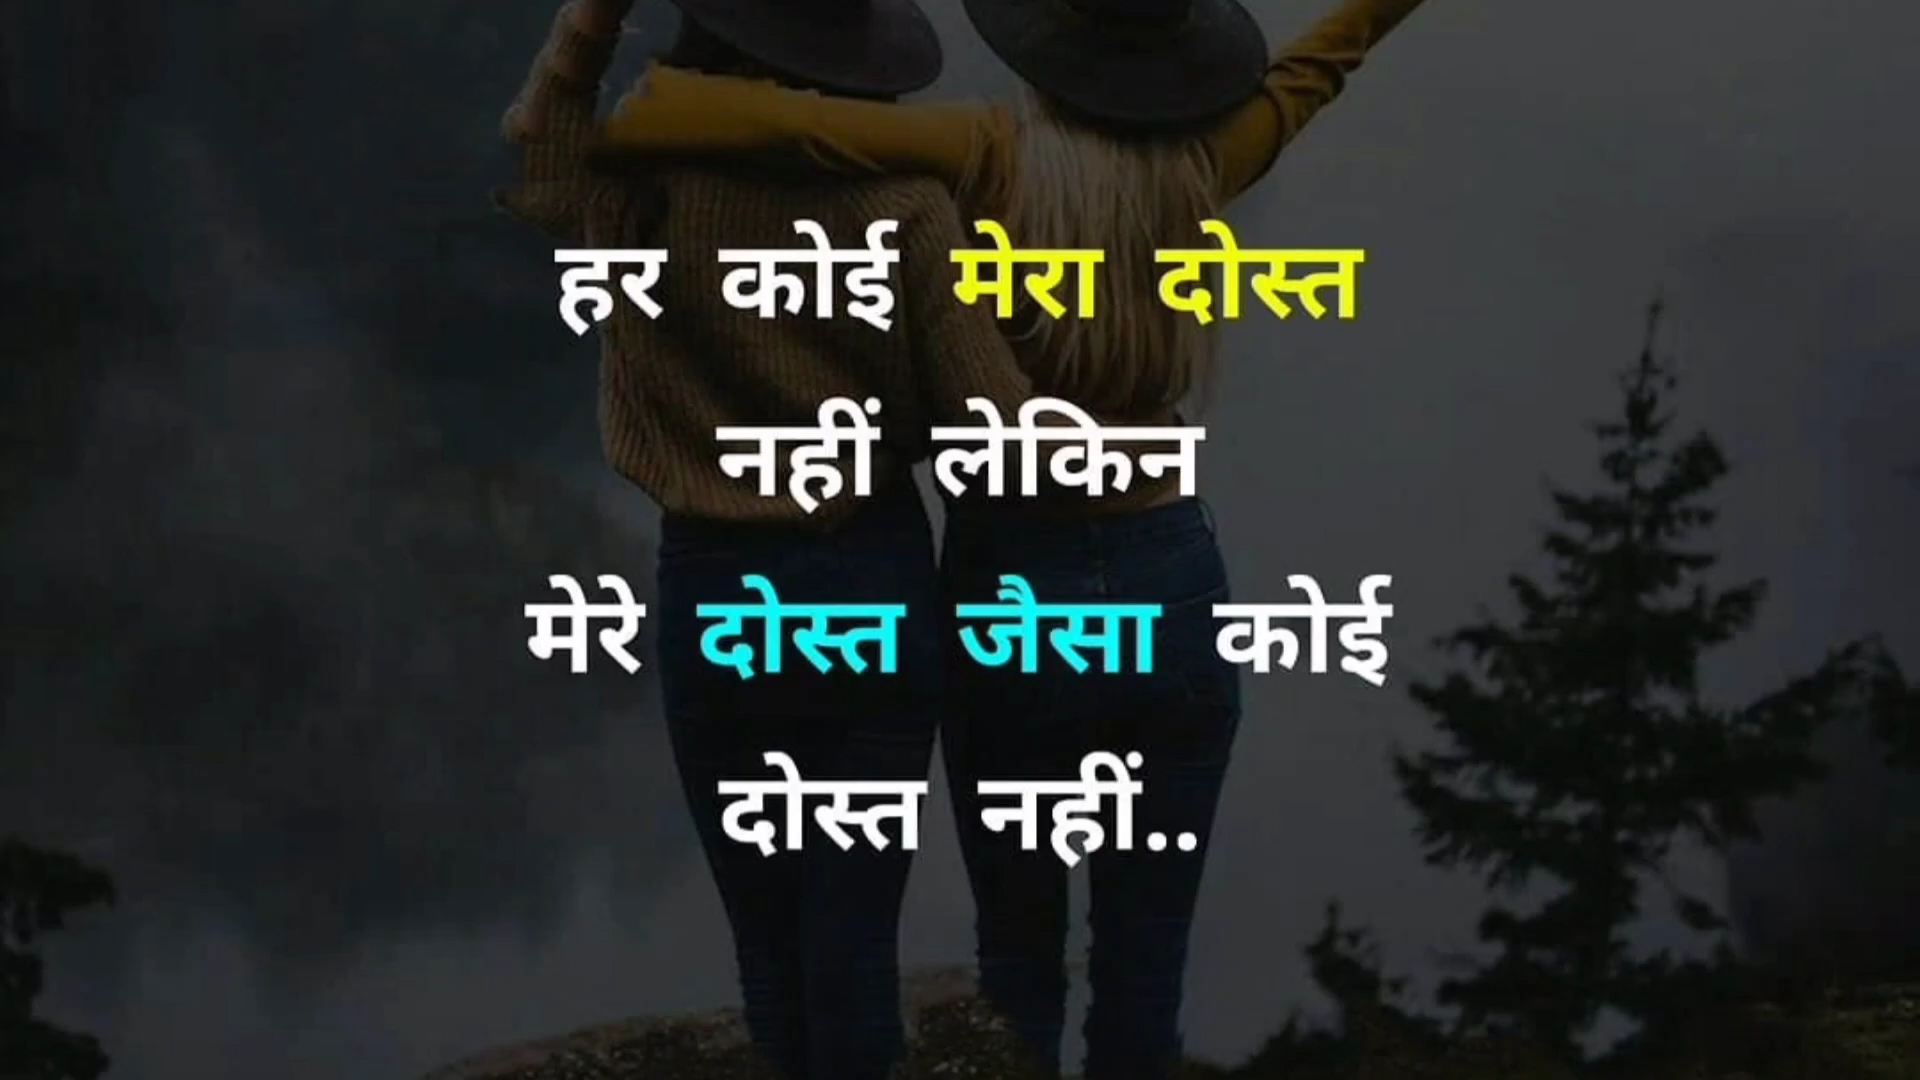 हर कोई मेरा दोस्त
नहीं लेकिन
मेरे दोस्त जैसा कोई
दोस्त नहीं..